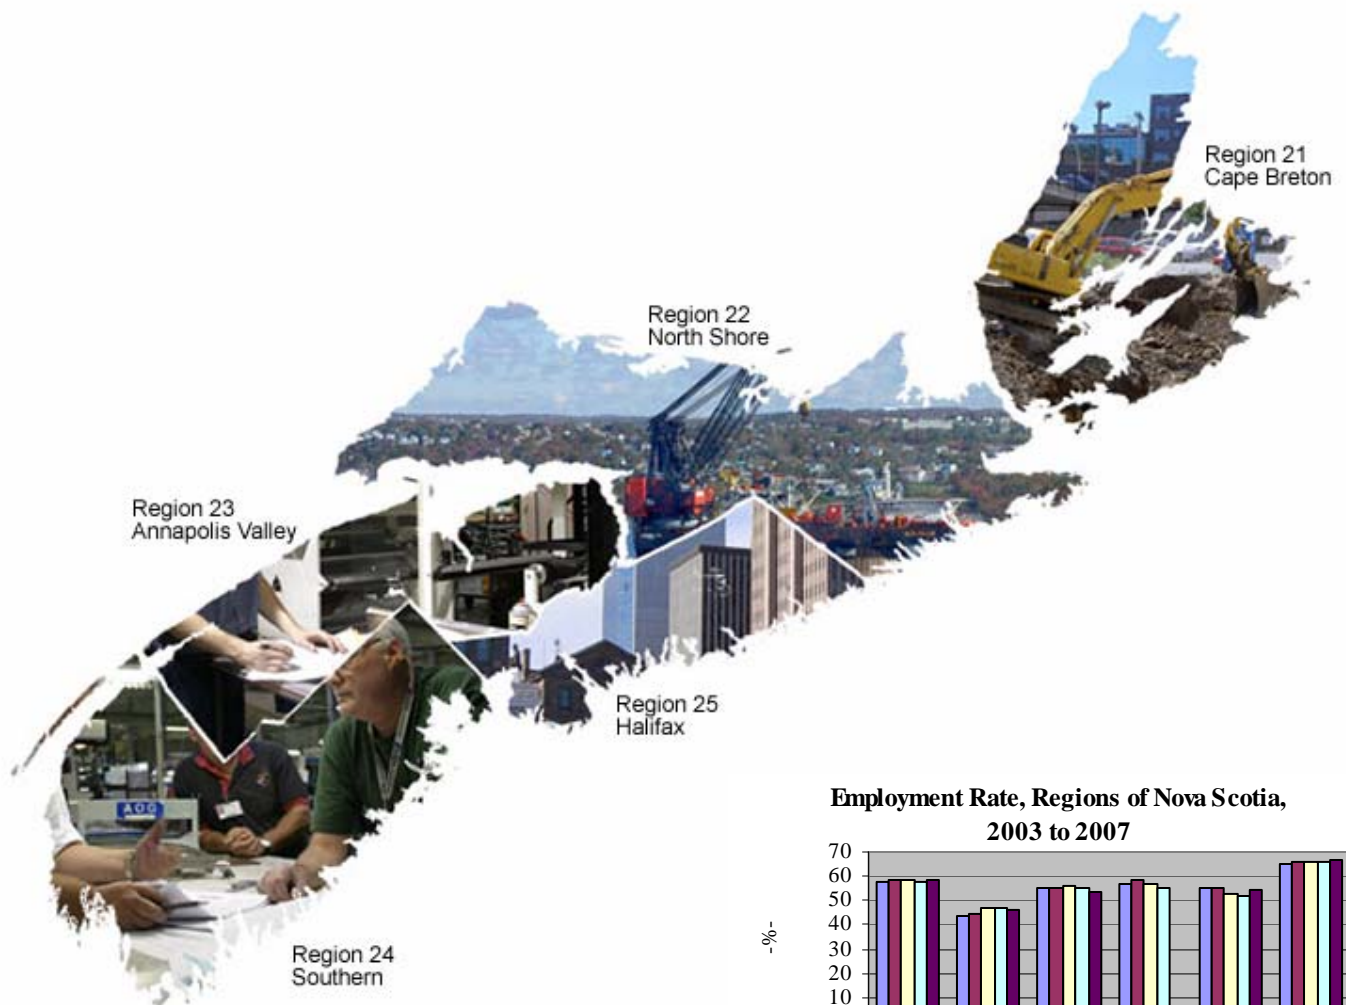 Region 21
Cape Breton
Region 22
North Shore
Region 23
Annapolis Valley
Region 25
Halifax
AOG
Region 24
Southern
Employment Rate, Regions of Nova Scotia,
2003 to 2007
70
60
50
40
30
20
10
-%-